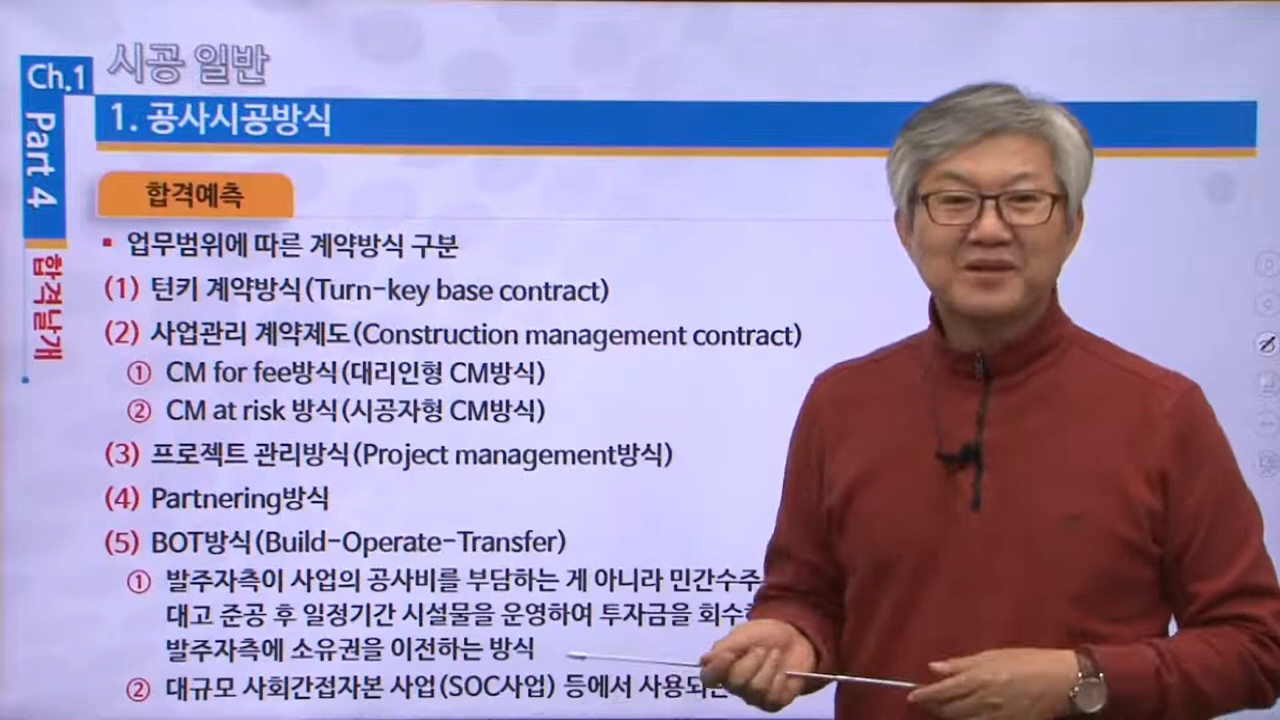 시공 일반
Ch.1
Part 4
합격날개
1. 공사시공방식
합격예측
▪ 업무범위에 따른 계약방식 구분
(1) 턴키 계약방식(Turn-key base contract)
(2) 사업관리 계약제도(Construction management contract)
① CM for fee방식(대리인형 CM방식)
② CM at risk 방식(시공자형 CM방식)
(3) 프로젝트 관리방식(Project management방식)
(4) Partnering방식
(5) BOT방식(Build-Operate-Transfer)
① 발주자측이 사업의 공사비를 부담하는 게 아니라 민간수주
대고 준공 후 일정기간 시설물을 운영하여 투자금을 회수
발주자측에 소유권을 이전하는 방식
② 대규모 사회간접자본 사업(SOC사업) 등에서 사용되